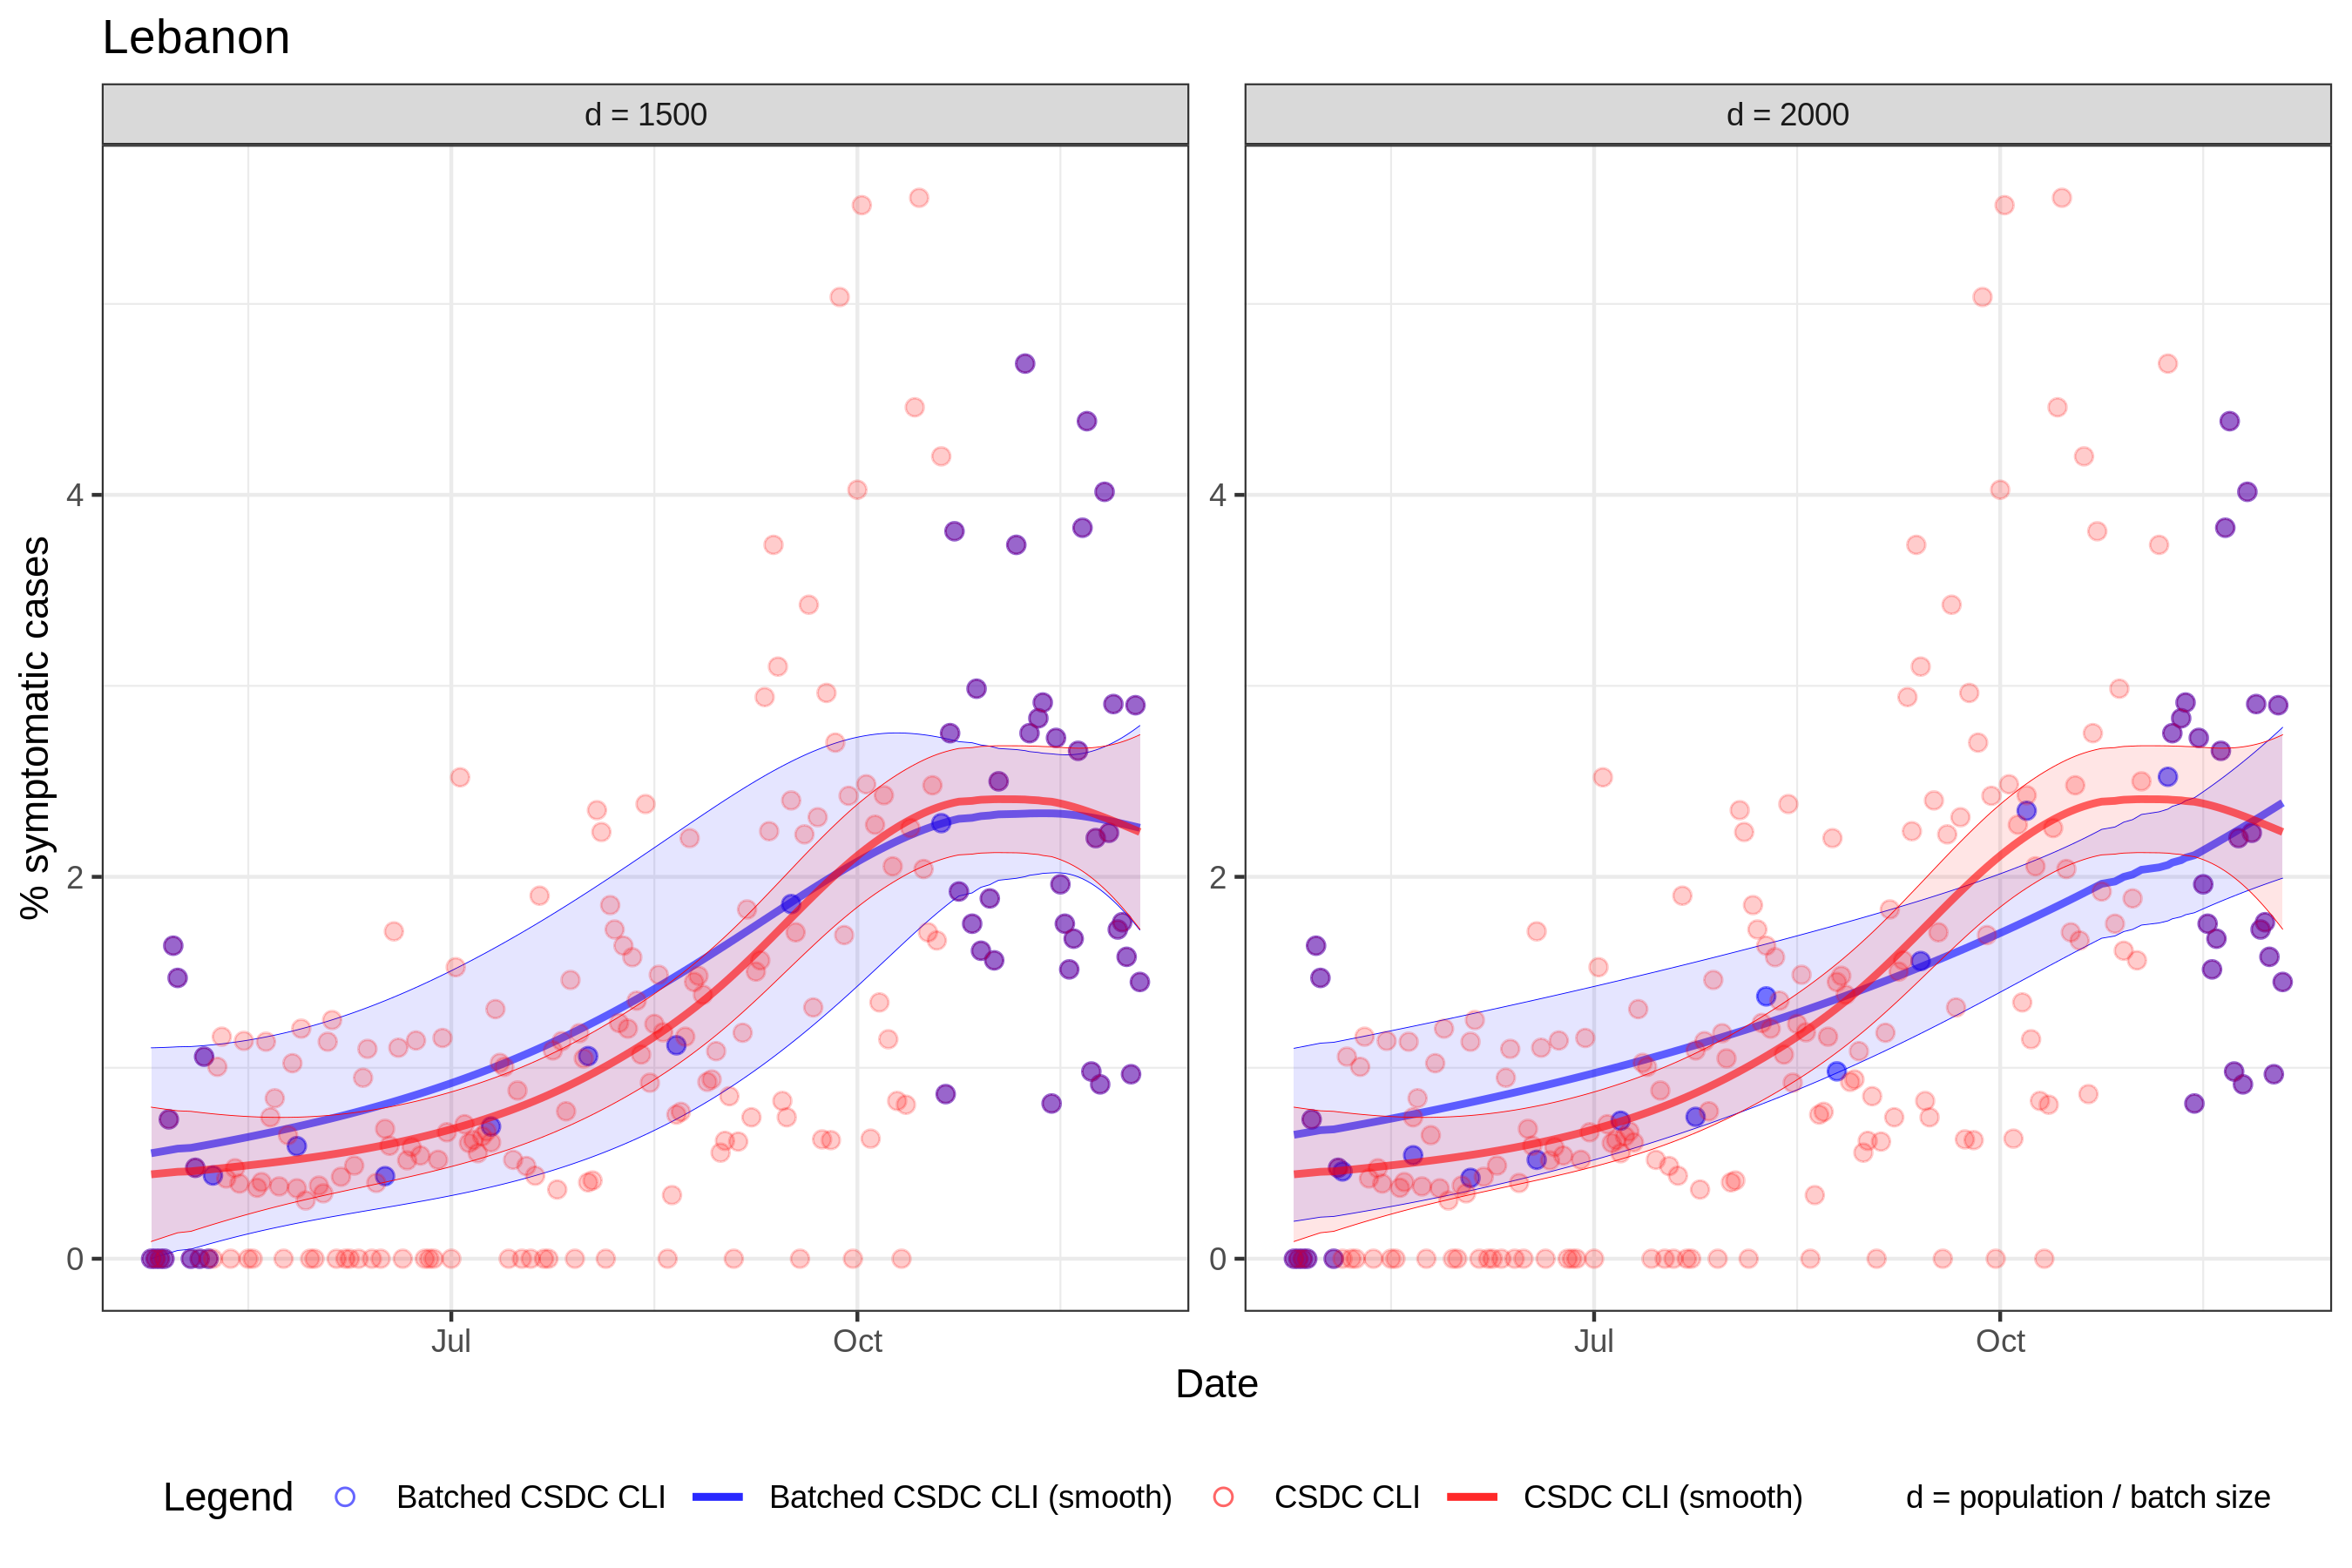 Lebanon
d = 1500
d = 2000
% symptomatic cases
4
2
0
4
2
0
Jul
Oct
Jul
Oct
Date
Legend
Batched CSDC CLI
Batched CSDC CLI (smooth)
CSDC CLI
CSDC CLI (smooth)
d = population / batch size